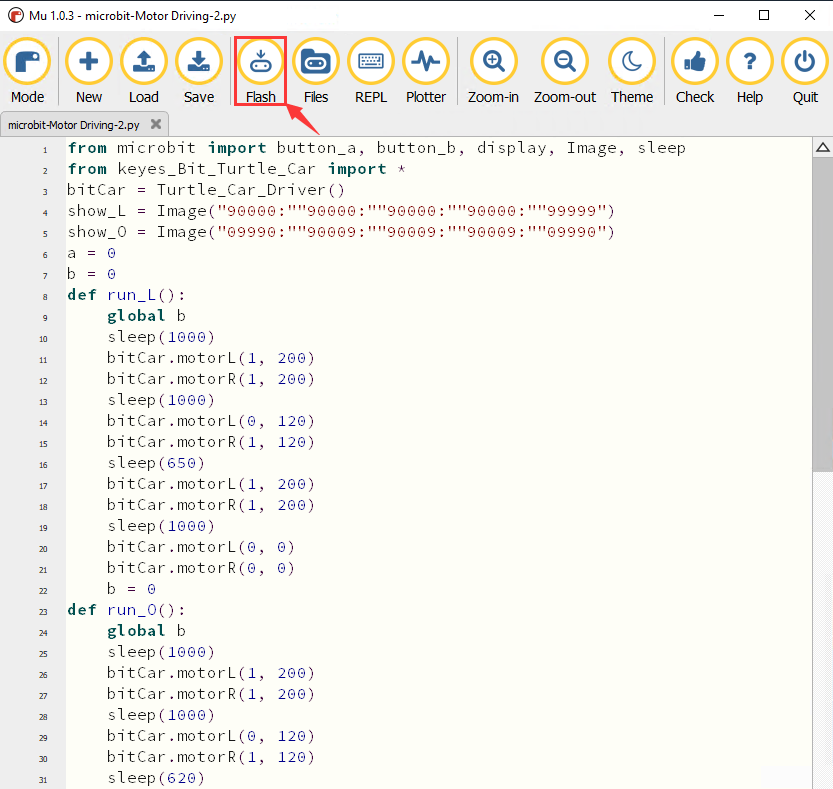 Mu 1.0.3 - microbit-Motor Driving-2.py
Mode New Load Save Flash Files REPL Plotter Zoom-in Zoom-out Theme Check Help Quit
microbit-Motor Driving-2.py
1 from microbit import button_a, button_b, display, Image, sleep
2 from keyes_Bit_Turtle_Car import *
3 bitCar = Turtle_Car_Driver()
4 show_L = Image("90000:""90000:""90000:""90000:""99999")
5 show_O = Image("09990:""90009:""90009:""90009:""09990")
6 a = 0
7 b = 0
8 def run_L():
9     global b
10     sleep(1000)
11     bitCar.motorL(1, 200)
12     bitCar.motorR(1, 200)
13     sleep(1000)
14     bitCar.motorL(0, 120)
15     bitCar.motorR(1, 120)
16     sleep(650)
17     bitCar.motorL(1, 200)
18     bitCar.motorR(1, 200)
19     sleep(1000)
20     bitCar.motorL(0, 0)
21     bitCar.motorR(0, 0)
22     b = 0
23 def run_O():
24     global b
25     sleep(1000)
26     bitCar.motorL(1, 200)
27     bitCar.motorR(1, 200)
28     sleep(1000)
29     bitCar.motorL(0, 120)
30     bitCar.motorR(1, 120)
31     sleep(620)